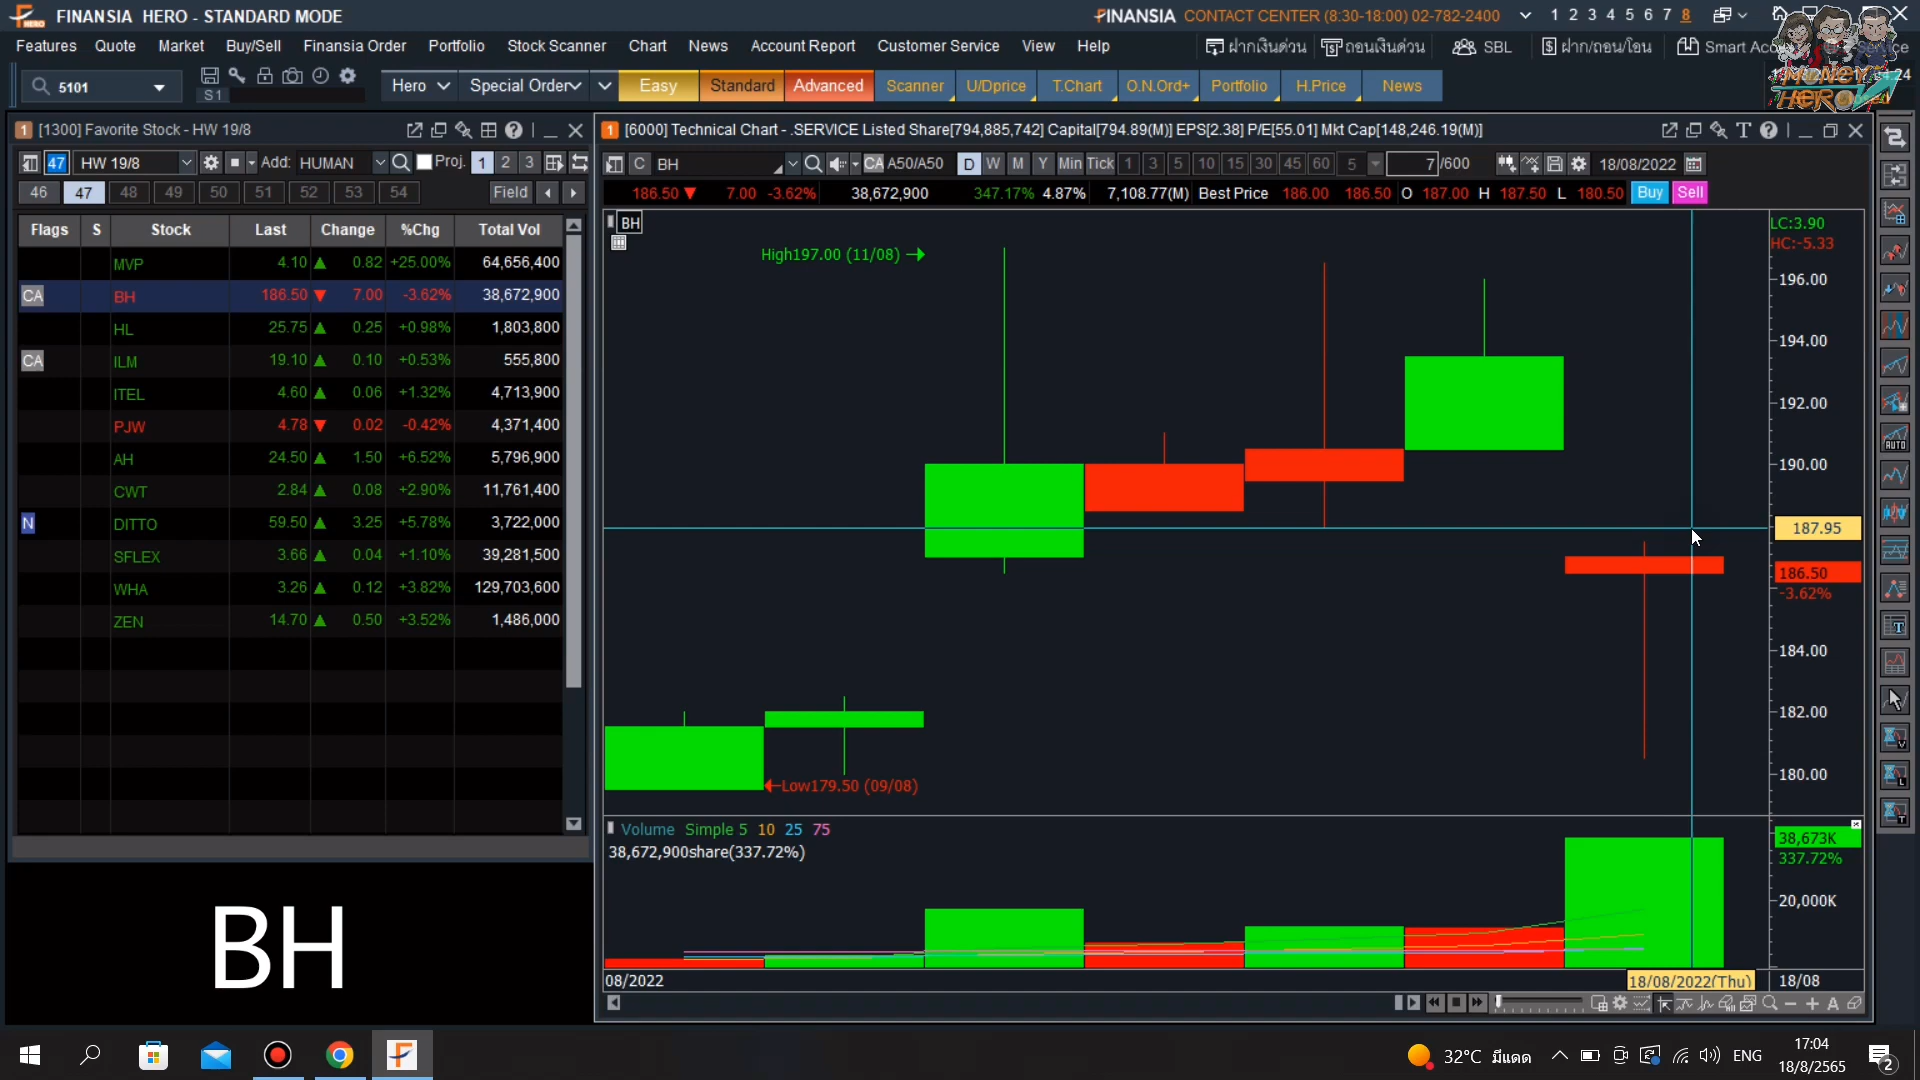 FINANSIA HERO - STANDARD MODE
FINANSIA CONTACT CENTER (8:30-18:00) 02-782-2400 1 2 3 4 5 6 7 8
Features Quote Market Buy/Sell Finansia Order Portfolio Stock Scanner Chart News Account Report Customer Service View Help ฝากเงินด่วน ถอนเงินด่วน SBL ฝาก/ถอน/โอน Smart
5101 S1 Hero Special Order Easy Standard Advanced Scanner U/Dprice T.Chart O.N.Ord+ Portfolio H.Price News
MONEY HERO
1 [1300] Favorite Stock - HW 19/8
47 HW 19/8 Add: HUMAN Proj. 1 2 3
46 47 48 49 50 51 52 53 54 Field
Flags S Stock Last Change %Chg Total Vol
MVP 4.10 ▲ 0.82 +25.00% 64,656,400
CA BH 186.50 ▼ 7.00 -3.62% 38,672,900
HL 25.75 ▲ 0.25 +0.98% 1,803,800
CA ILM 19.10 ▲ 0.10 +0.53% 555,800
ITEL 4.60 ▲ 0.06 +1.32% 4,713,900
PJW 4.78 ▼ 0.02 -0.42% 4,371,400
AH 24.50 ▲ 1.50 +6.52% 5,796,900
CWT 2.84 ▲ 0.08 +2.90% 11,761,400
N DITTO 59.50 ▲ 3.25 +5.78% 3,722,000
SFLEX 3.66 ▲ 0.04 +1.10% 39,281,500
WHA 3.26 ▲ 0.12 +3.82% 129,703,600
ZEN 14.70 ▲ 0.50 +3.52% 1,486,000
BH
1 [6000] Technical Chart - .SERVICE Listed Share[794,885,742] Capital[794.89(M)] EPS[2.38] P/E[55.01] Mkt Cap[148,246.19(M)]
C BH CA A50/A50 D W M Y Min Tick 1 3 5 10 15 30 45 60 5 7 /600 18/08/2022
186.50 ▼ 7.00 -3.62% 38,672,900 347.17% 4.87% 7,108.77(M) Best Price 186.00 186.50 O 187.00 H 187.50 L 180.50 Buy Sell
BH
LC:3.90
HC:-5.33
High197.00 (11/08) →
196.00
194.00
192.00
190.00
187.95
186.50
-3.62%
184.00
182.00
180.00
←Low179.50 (09/08)
Volume Simple 5 10 25 75
38,672,900share(337.72%)
38,673K
337.72%
20,000K
08/2022 18/08/2022(Thu) 18/08
AUTO
32°C มีแดด ENG
17:04
18/8/2565
2